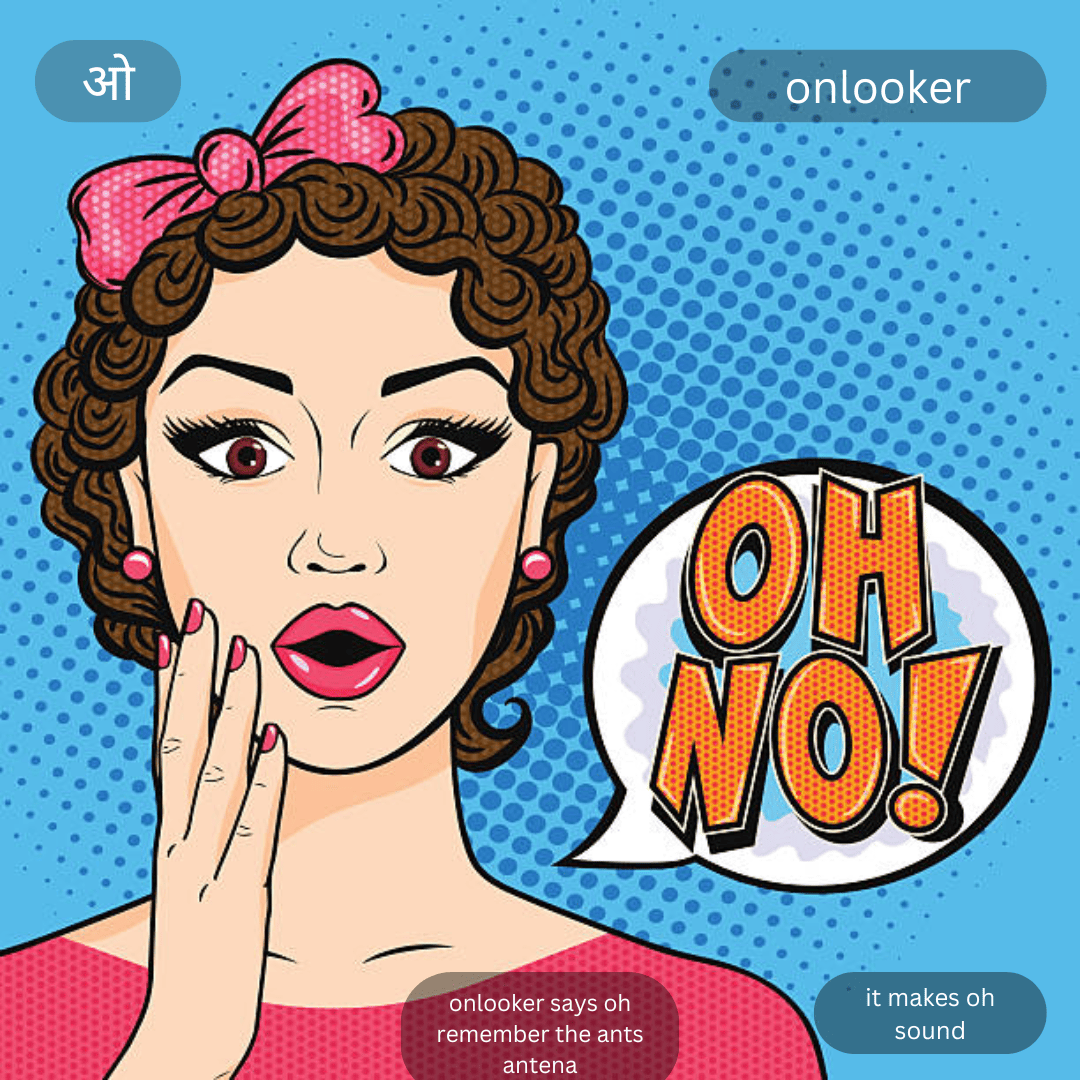 ओ
onlooker
OH
NO!
onlooker says oh
remember the ants
antena
it makes oh
sound